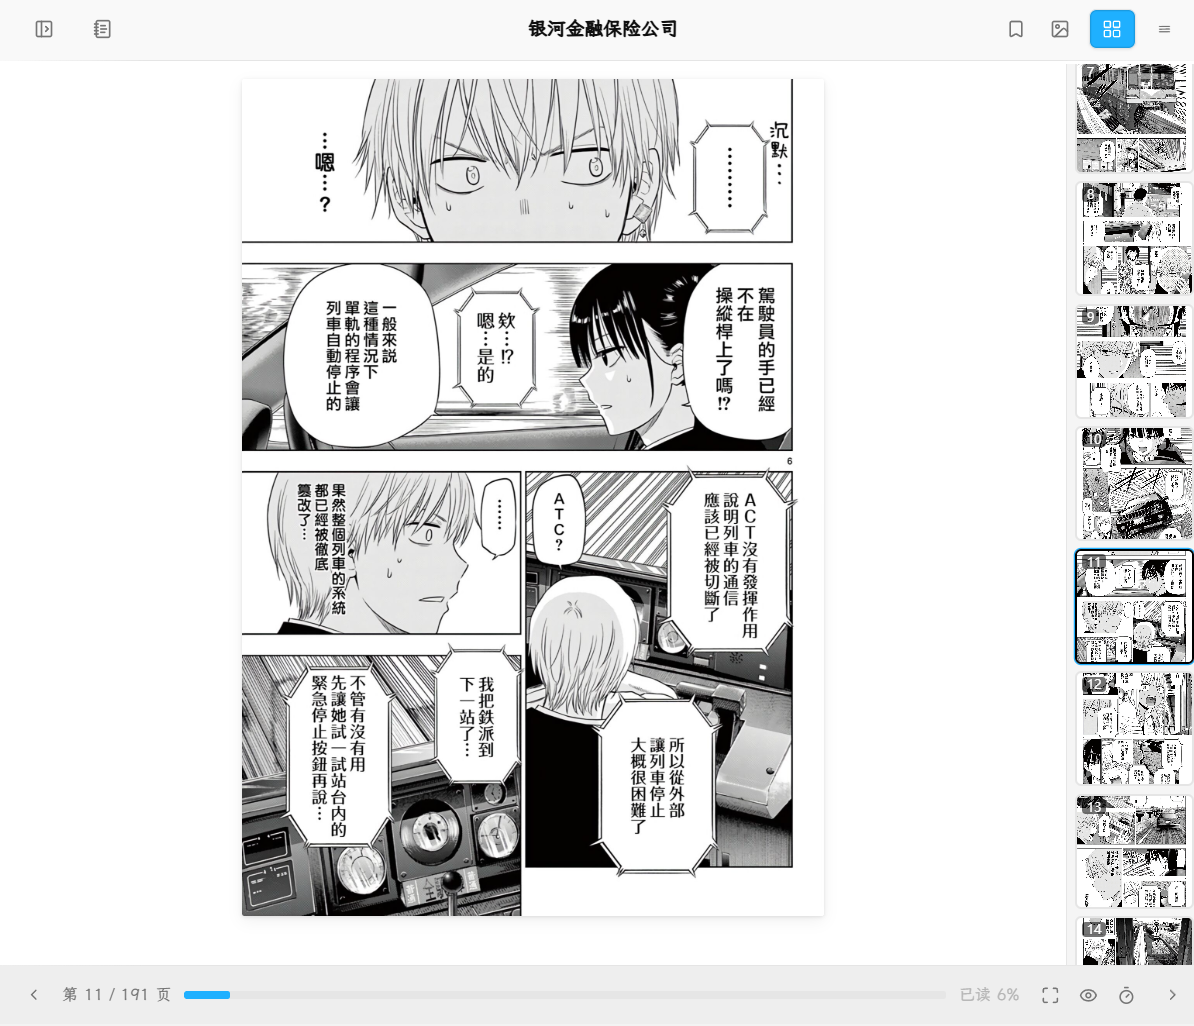 银河金融保险公司
沉默…
………
…嗯…？
駕駛員的手已經
不在
操縱桿上了嗎!?
欸…!?
嗯…是的
一般來說
這種情況下
單軌的程序會讓
列車自動停止的
6
ACT沒有發揮作用
說明列車的通信
應該已經被切斷了
ATC?
所以從外部
讓列車停止
大概很困難了
……
果然整個列車的系統
都已經被徹底
篡改了…
我把鉄派到
下一站了…
不管有沒有用
先讓她試一試站台內的
緊急停止按鈕再說…
7
8
9
10
11
12
13
14
第 11 / 191 页
已读 6%